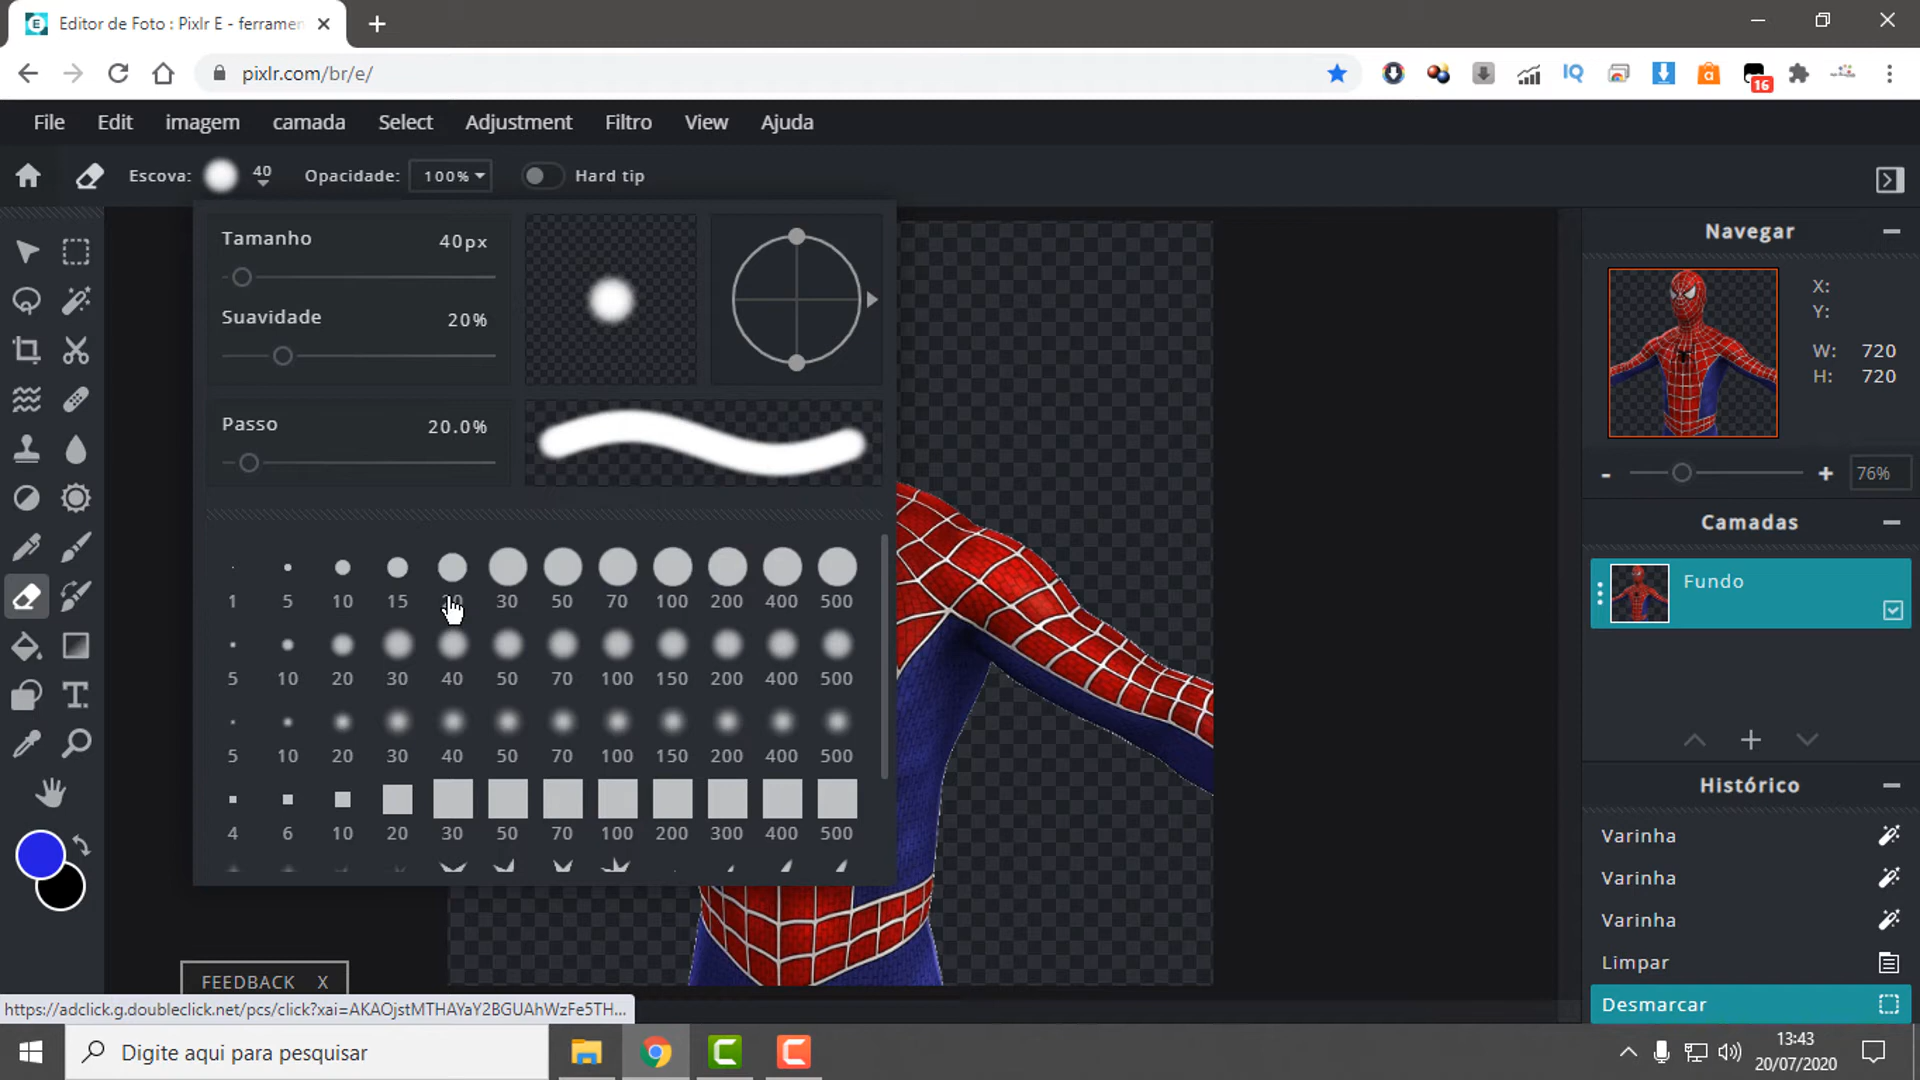 Editor de Foto : Pixlr E - ferramen
pixlr.com/br/e/
16
File Edit imagem camada Select Adjustment Filtro View Ajuda
Escova: 40 Opacidade: 100% Hard tip
Tamanho 40px
Suavidade 20%
Passo 20.0%
1 5 10 15 20 30 50 70 100 200 400 500
5 10 20 30 40 50 70 100 150 200 400 500
5 10 20 30 40 50 70 100 150 200 400 500
4 6 10 20 30 50 70 100 200 300 400 500
Navegar
X:
Y:
W: 720
H: 720
- + 76%
Camadas
Fundo
Histórico
Varinha
Varinha
Varinha
Limpar
Desmarcar
FEEDBACK X
https://adclick.g.doubleclick.net/pcs/click?xai=AKAOjstMTHAYaY2BGUAhWzFe5TH...
Digite aqui para pesquisar
13:43
20/07/2020